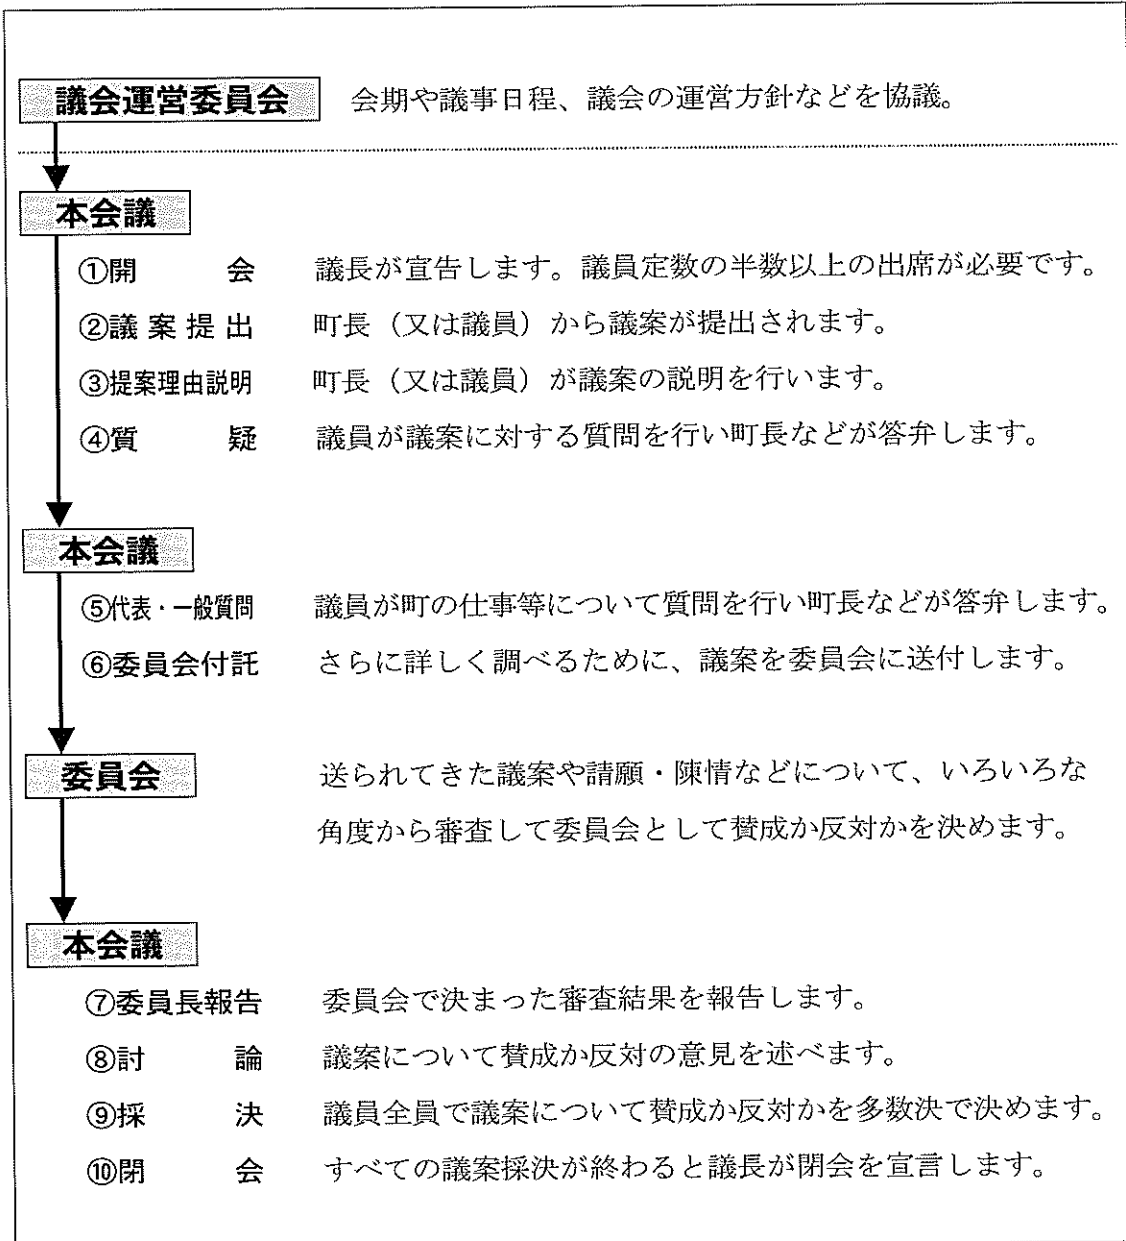 議会運営委員会 会期や議事日程、議会の運営方針などを協議。
本会議
①開　会 議長が宣告します。議員定数の半数以上の出席が必要です。
②議案提出 町長（又は議員）から議案が提出されます。
③提案理由説明 町長（又は議員）が議案の説明を行います。
④質　疑 議員が議案に対する質問を行い町長などが答弁します。
本会議
⑤代表・一般質問 議員が町の仕事等について質問を行い町長などが答弁します。
⑥委員会付託 さらに詳しく調べるために、議案を委員会に送付します。
委員会 送られてきた議案や請願・陳情などについて、いろいろな
角度から審査して委員会として賛成か反対かを決めます。
本会議
⑦委員長報告 委員会で決まった審査結果を報告します。
⑧討　論 議案について賛成か反対の意見を述べます。
⑨採　決 議員全員で議案について賛成か反対かを多数決で決めます。
⑩閉　会 すべての議案採決が終わると議長が閉会を宣言します。